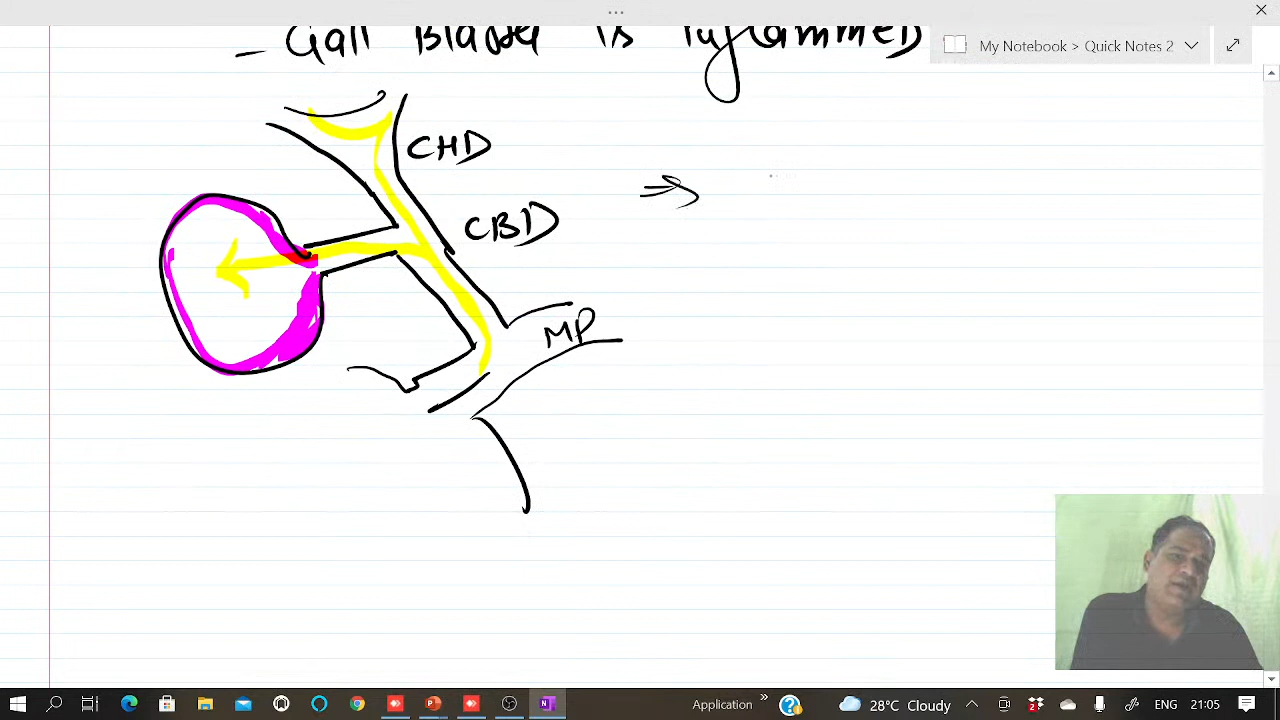 ...
My Notebook > Quick Notes 2
- Gall Bladder is Inflammed
CHD
CBD
MP
Application
28°C Cloudy
ENG
21:05